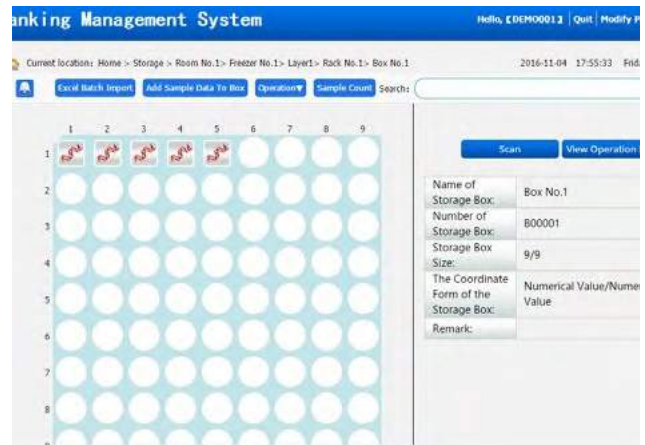 anking Management System
Hello, 【DEMO001】 Quit Modify P
Current location: Home > Storage > Room No.1> Freezer No.1> Layer1> Rack No.1> Box No.1
2016-11-04 17:55:33 Frid
Excel Batch Import Add Sample Data To Box Operation▼ Sample Count Search:
1 2 3 4 5 6 7 8 9
1
2
3
4
5
6
7
8
Scan View Operation
Name of
Storage Box: Box No.1
Number of
Storage Box: B00001
Storage Box
Size: 9/9
The Coordinate
Form of the
Storage Box: Numerical Value/Numer
Value
Remark: